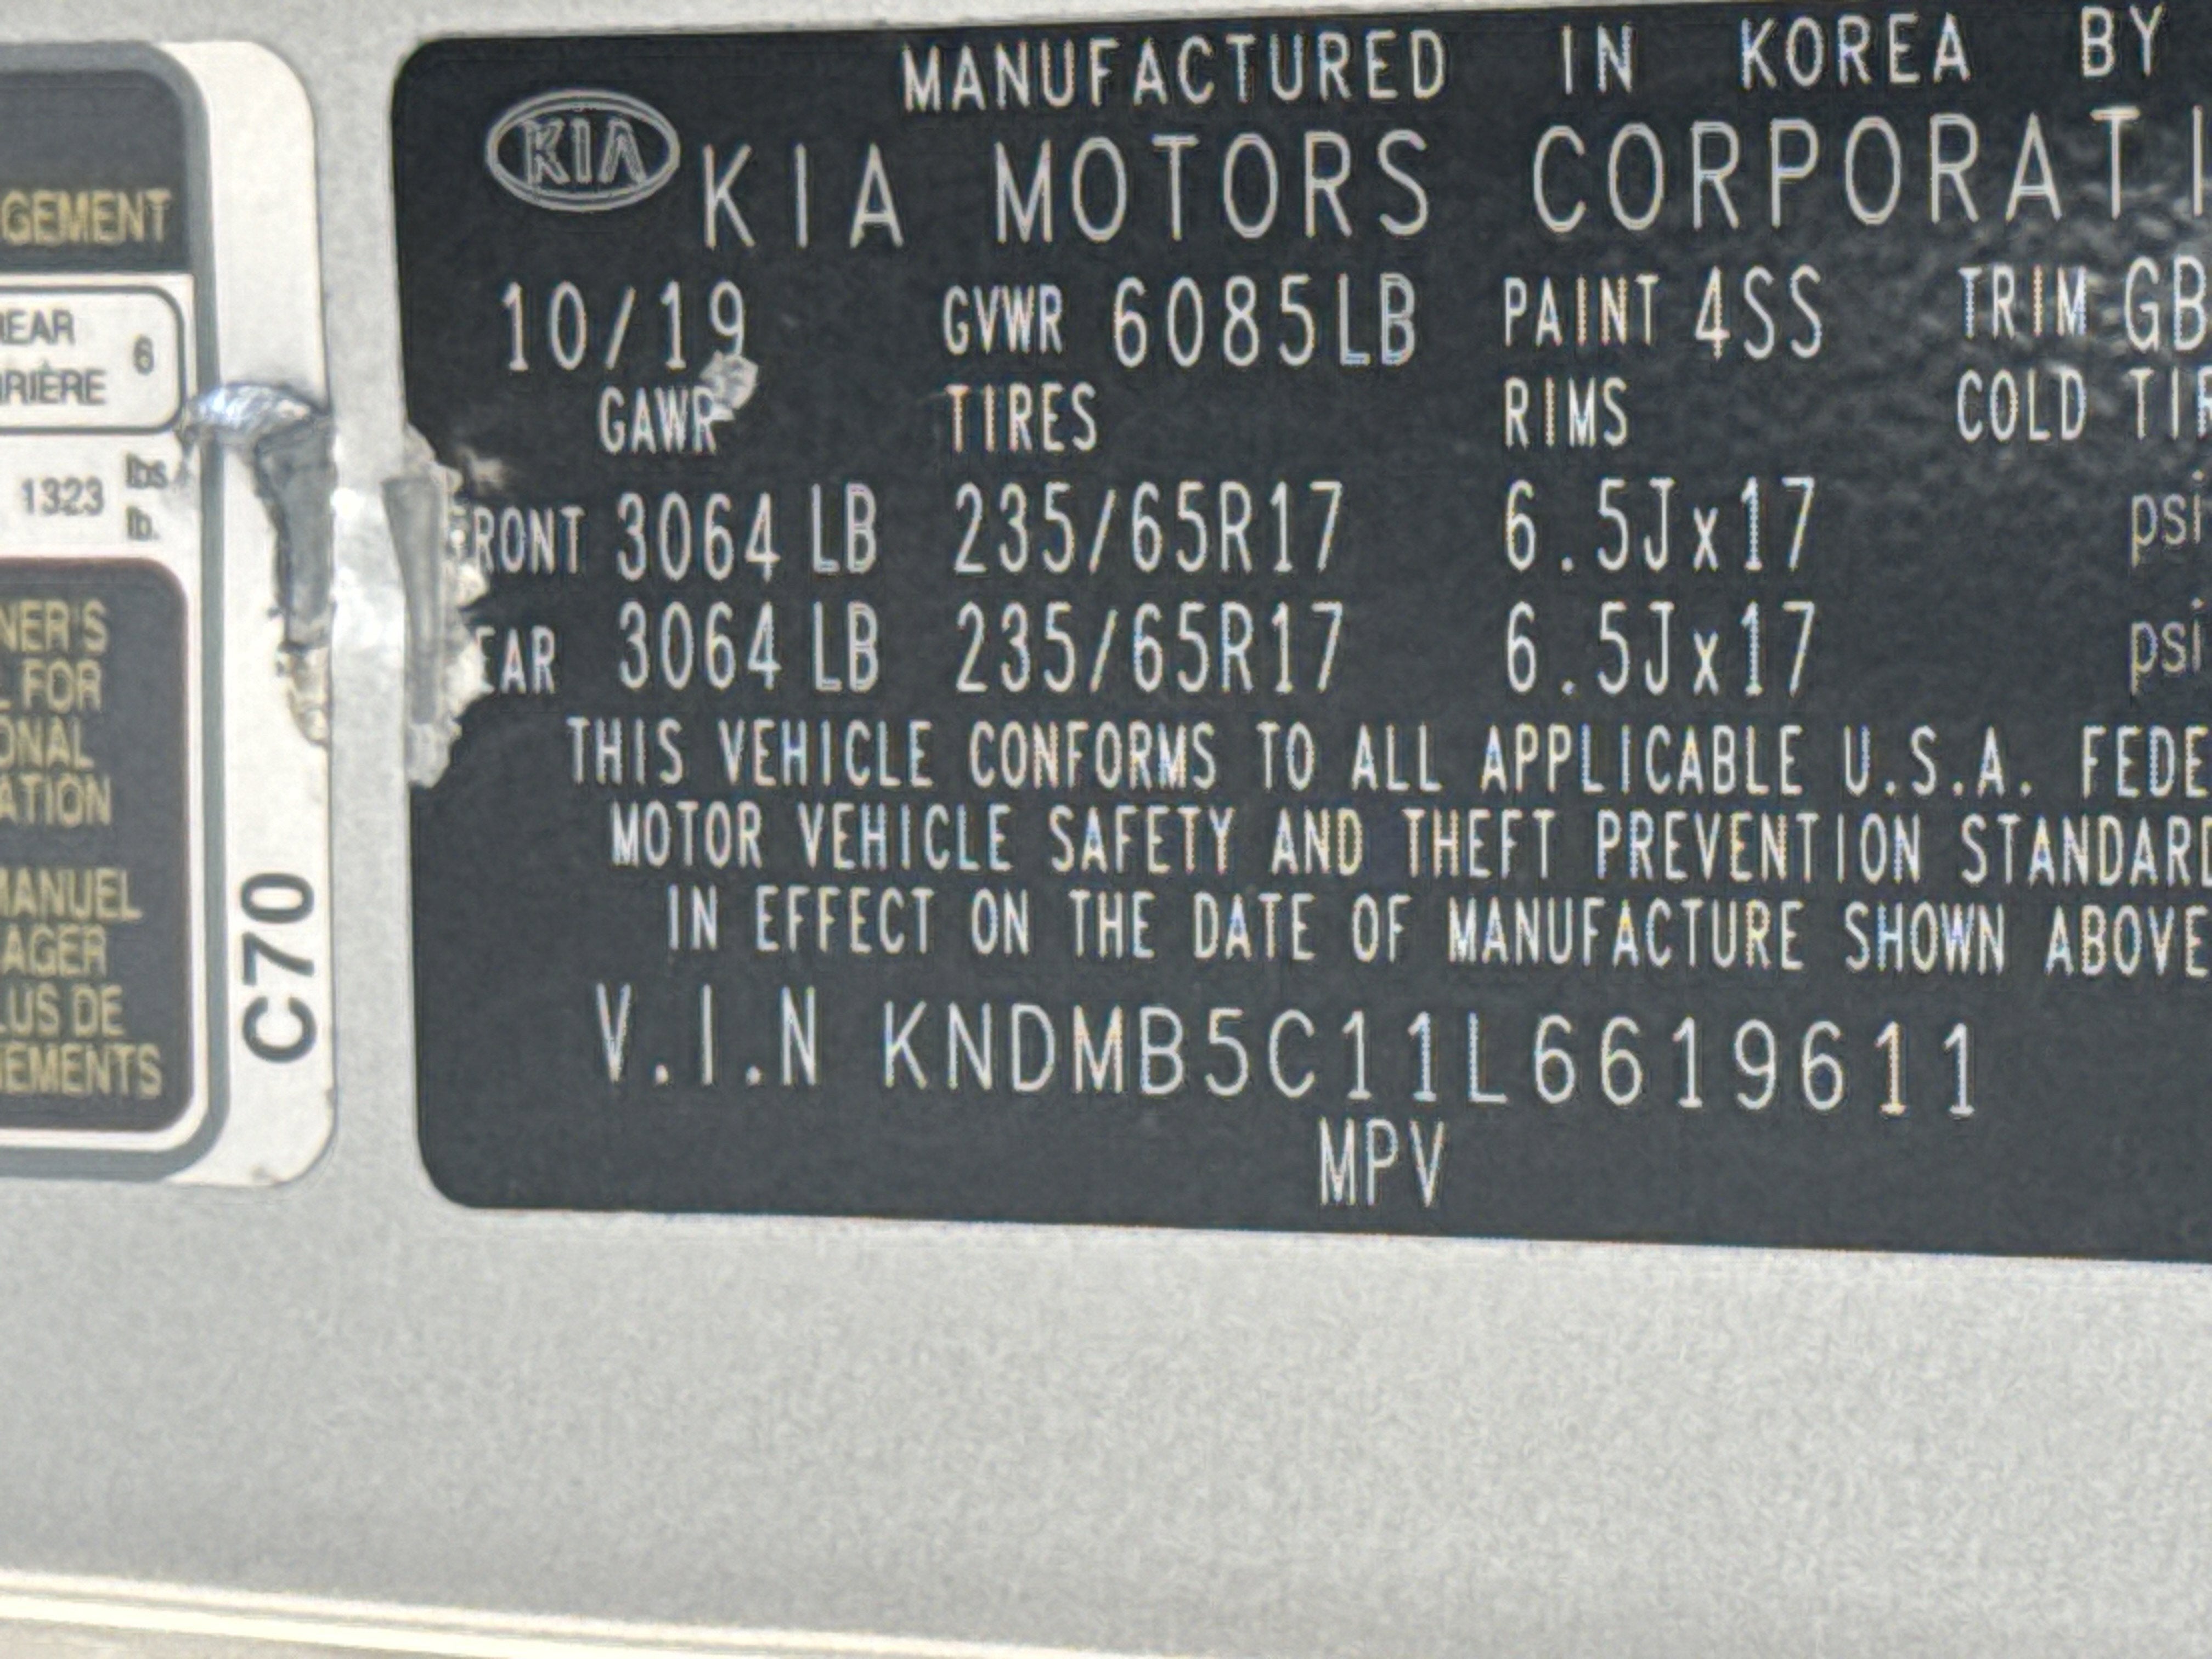 GEMENT
REAR 6
RIÈRE
1323 lbs
lb.
NER'S
FOR
ONAL
ATION
MANUEL
AGER
LUS DE
EMENTS
C70
MANUFACTURED IN KOREA BY
KIA KIA MOTORS CORPORATI
10/19 GVWR 6085LB PAINT 4SS TRIM GB
GAWR TIRES RIMS COLD TIR
FRONT 3064 LB 235/65R17 6.5Jx17 psi
EAR 3064 LB 235/65R17 6.5Jx17 psi
THIS VEHICLE CONFORMS TO ALL APPLICABLE U.S.A. FEDE
MOTOR VEHICLE SAFETY AND THEFT PREVENTION STANDARD
IN EFFECT ON THE DATE OF MANUFACTURE SHOWN ABOVE
V.I.N KNDMB5C11L6619611
MPV